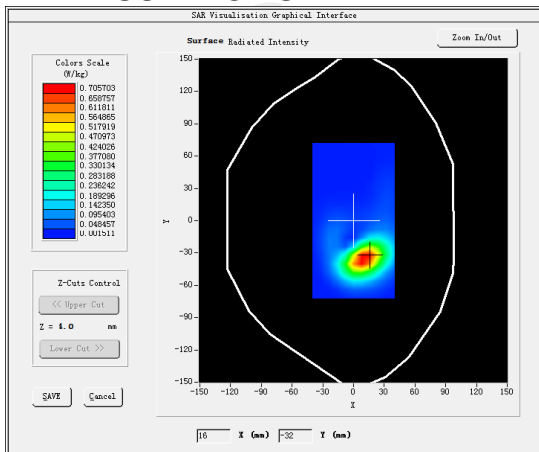 SAR Visualisation Graphical Interface
Surface Radiated Intensity
Zoom In/Out
Colors Scale
(W/kg)
0.705703
0.658757
0.611811
0.564865
0.517919
0.470973
0.424026
0.377080
0.330134
0.283188
0.236242
0.189296
0.142350
0.095403
0.048457
0.001511
150
120
90
60
30
0
-30
-60
-90
-120
-150
Y
-150 -120 -90 -60 -30 0 30 60 90 120 150
X
Z-Cuts Control
<< Upper Cut
Z = 4.0 mm
Lower Cut >>
SAVE Cancel
16 X (mm) -32 Y (mm)